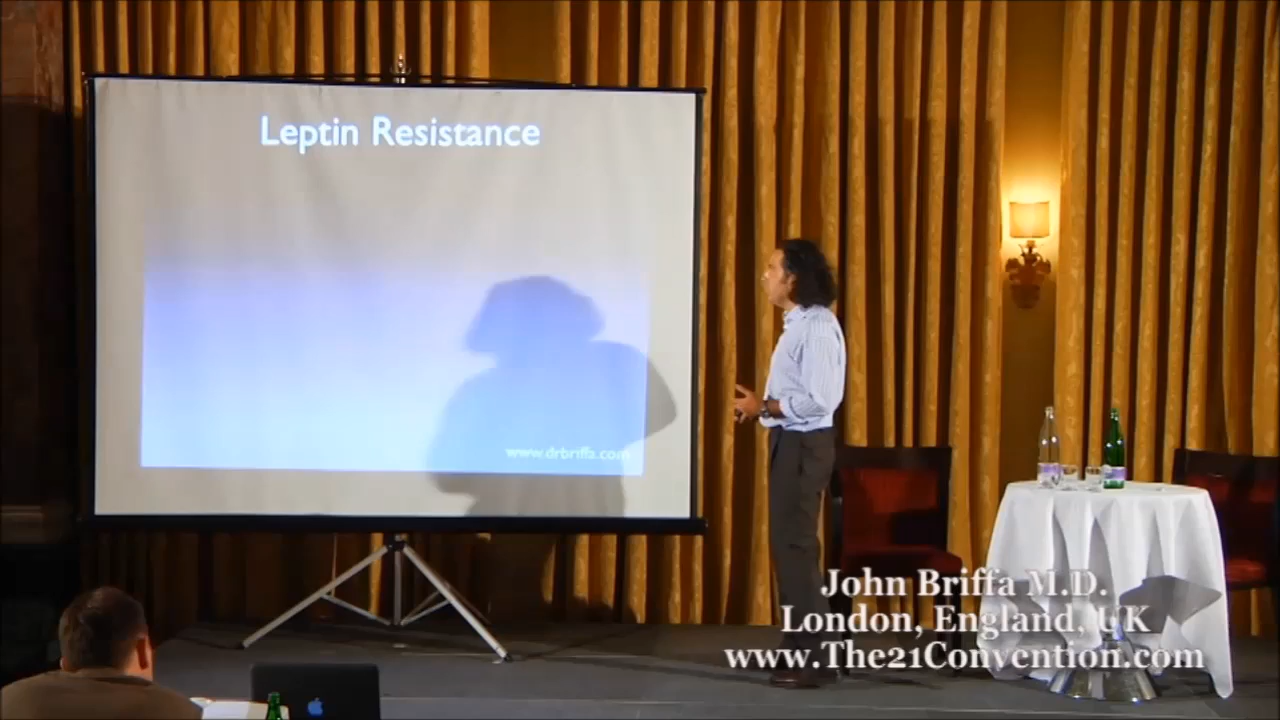 Leptin Resistance
www.drbriffa.com
John Briffa M.D.
London, England, UK
www.The21Convention.com